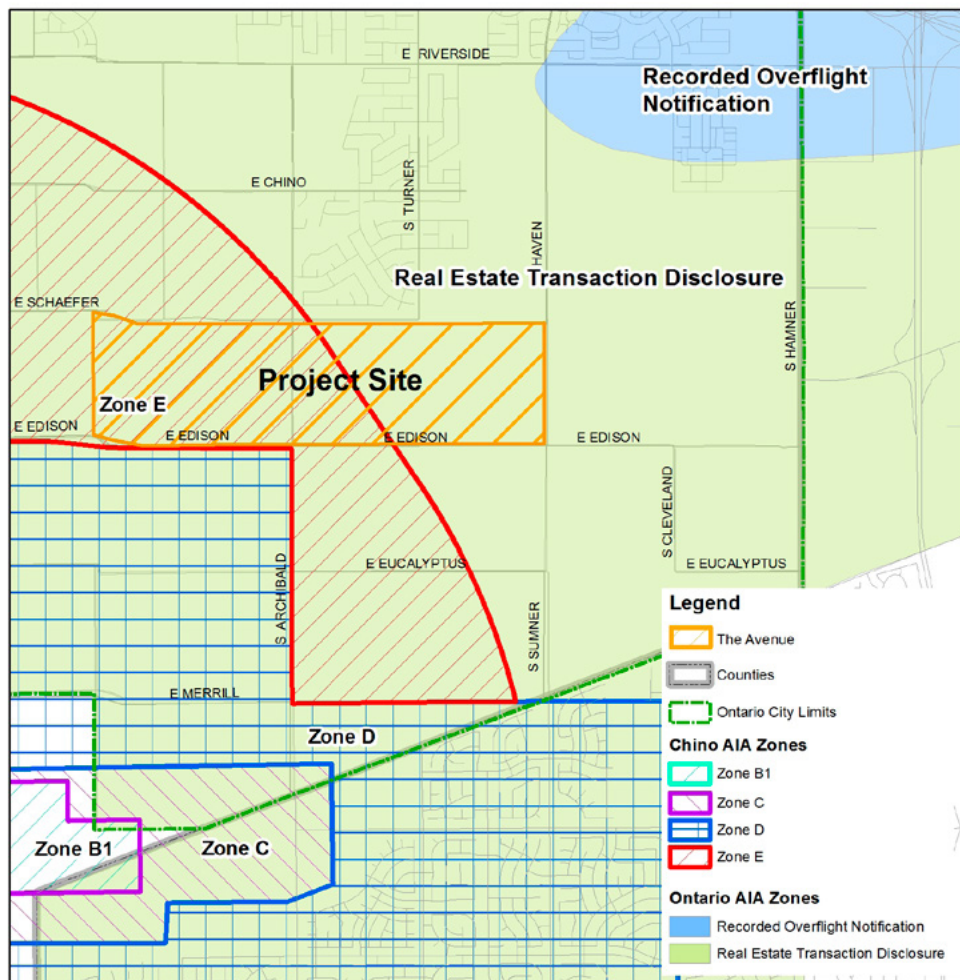 E RIVERSIDE
Recorded Overflight
Notification
E CHINO
S TURNER
HAVEN
Real Estate Transaction Disclosure
E SCHAEFER
S HAMNER
Project Site
Zone E
E EDISON
E EDISON
E EDISON
E EDISON
S CLEVELAND
S ARCHIBALD
E EUCALYPTUS
E EUCALYPTUS
S SUMNER
E MERRILL
Zone D
Zone B1
Zone C
Legend
The Avenue
Counties
Ontario City Limits
Chino AIA Zones
Zone B1
Zone C
Zone D
Zone E
Ontario AIA Zones
Recorded Overflight Notification
Real Estate Transaction Disclosure